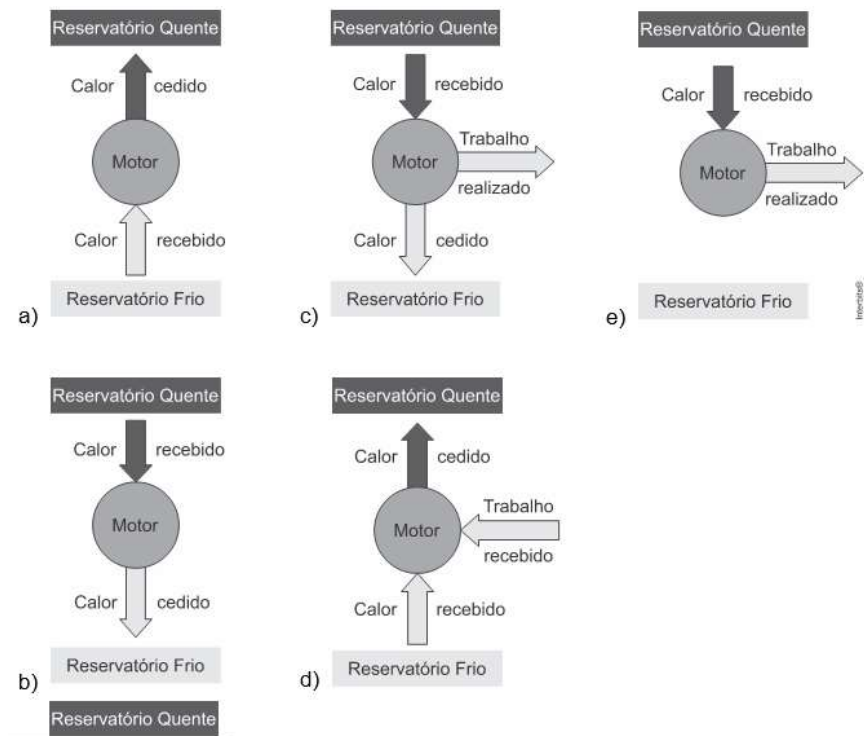 Reservatório Quente
Calor cedido
Motor
Calor recebido
Reservatório Frio
a)
Reservatório Quente
Calor recebido
Trabalho
Motor
realizado
Calor cedido
Reservatório Frio
c)
Reservatório Quente
Calor recebido
Trabalho
Motor
realizado
Reservatório Frio
e)
Interbits®
Reservatório Quente
Calor recebido
Motor
Calor cedido
Reservatório Frio
b)
Reservatório Quente
Reservatório Quente
Calor cedido
Trabalho
Motor
recebido
Calor recebido
Reservatório Frio
d)